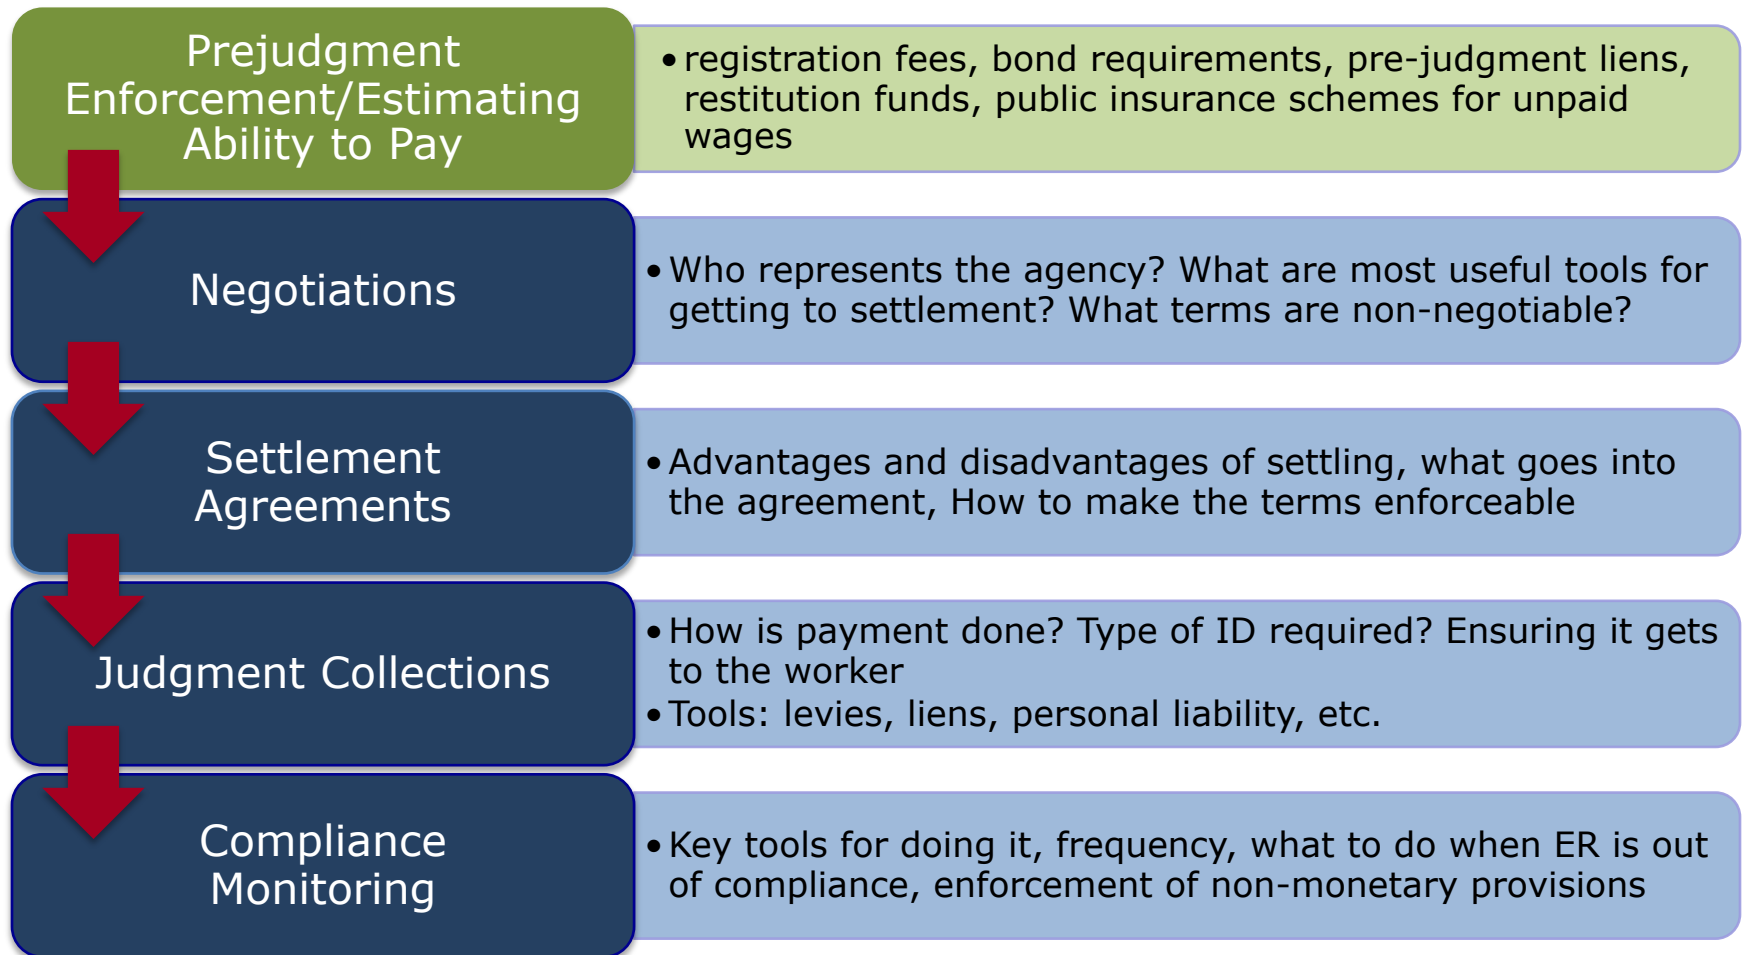 Prejudgment
Enforcement/Estimating
Ability to Pay
• registration fees, bond requirements, pre-judgment liens,
restitution funds, public insurance schemes for unpaid
wages
Negotiations
• Who represents the agency? What are most useful tools for
getting to settlement? What terms are non-negotiable?
Settlement
Agreements
• Advantages and disadvantages of settling, what goes into
the agreement, How to make the terms enforceable
Judgment Collections
• How is payment done? Type of ID required? Ensuring it gets
to the worker
• Tools: levies, liens, personal liability, etc.
Compliance
Monitoring
• Key tools for doing it, frequency, what to do when ER is out
of compliance, enforcement of non-monetary provisions